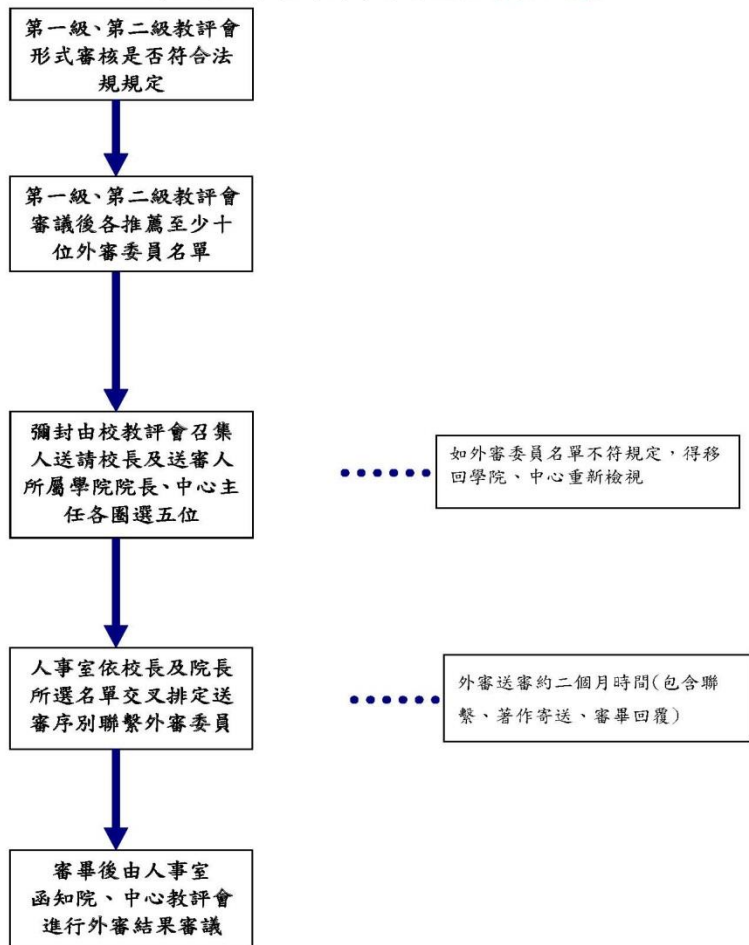 第一級、第二級教評會
形式審核是否符合法
規規定
第一級、第二級教評會
審議後各推薦至少十
位外審委員名單
彌封由校教評會召集
人送請校長及送審人
所屬學院院長、中心主
任各圈選五位
如外審委員名單不符規定，得移
回學院、中心重新檢視
人事室依校長及院長
所選名單交叉排定送
審序別聯繫外審委員
外審送審約二個月時間(包含聯
繫、著作寄送、審畢回覆)
審畢後由人事室
函知院、中心教評會
進行外審結果審議